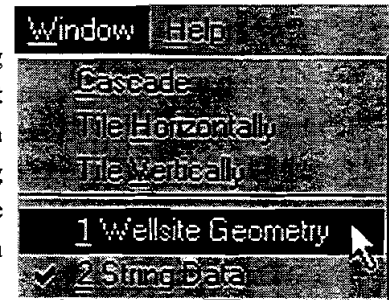 Window Help
Cascade
Tile Horizontally
Tile Vertically
1 Wellsite Geometry
2 String Data